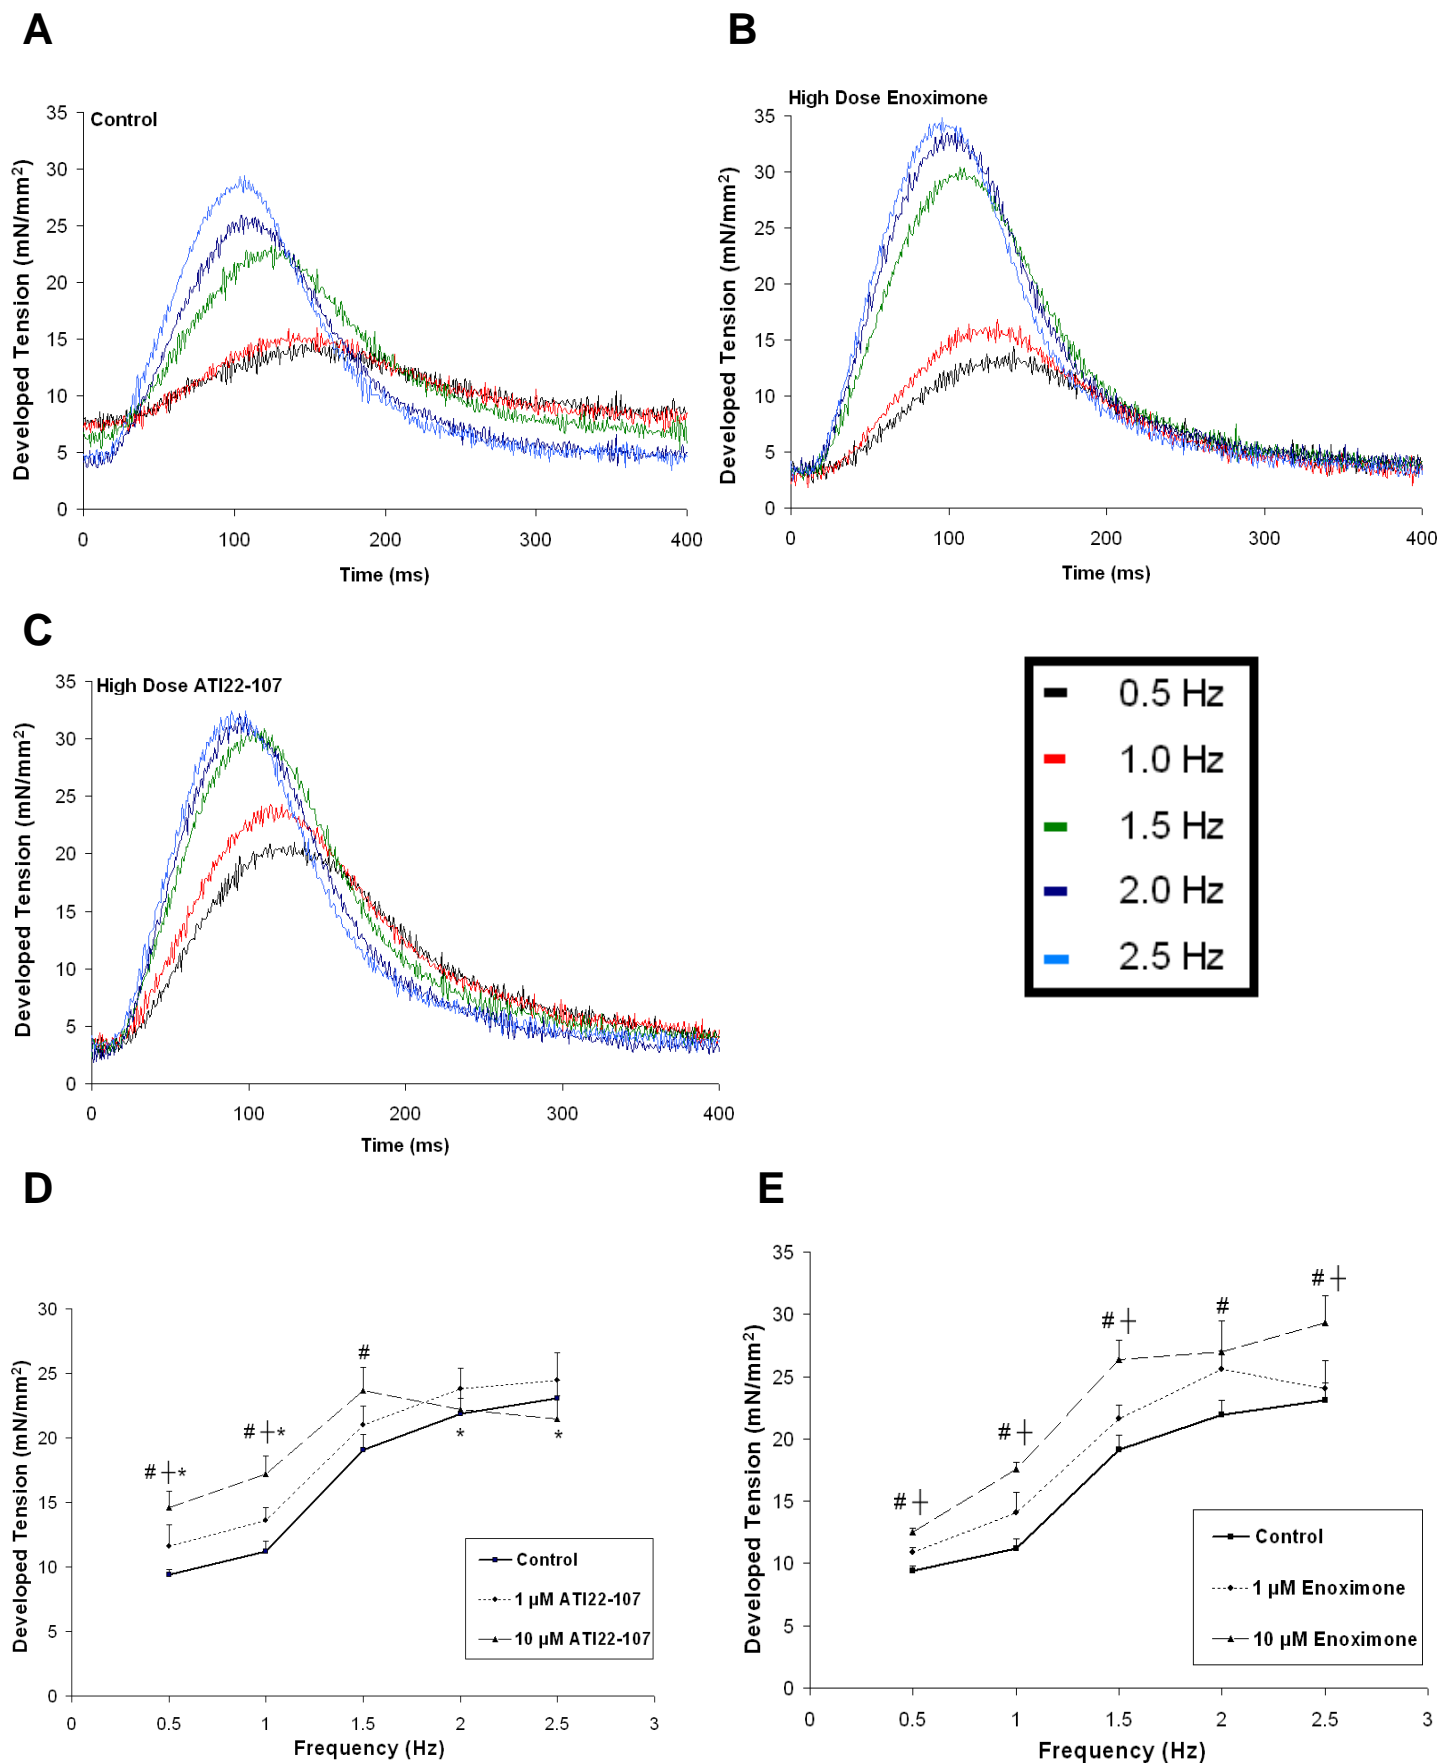 A
B
Control
High Dose Enoximone
Developed Tension (mN/mm²)
35
30
25
20
15
10
5
0
0 100 200 300 400
Time (ms)
Developed Tension (mN/mm²)
35
30
25
20
15
10
5
0
0 100 200 300 400
Time (ms)
C
High Dose ATI22-107
Developed Tension (mN/mm²)
35
30
25
20
15
10
5
0
0 100 200 300 400
Time (ms)
0.5 Hz
1.0 Hz
1.5 Hz
2.0 Hz
2.5 Hz
D
E
Developed Tension (mN/mm²)
30
25
20
15
10
5
0
# ┼ *
# ┼ *
#
*
*
Control
1 µM ATI22-107
10 µM ATI22-107
0 0.5 1 1.5 2 2.5 3
Frequency (Hz)
Developed Tension (mN/mm²)
35
30
25
20
15
10
5
0
# ┼
# ┼
# ┼
#
# ┼
Control
1 µM Enoximone
10 µM Enoximone
0 0.5 1 1.5 2 2.5 3
Frequency (Hz)